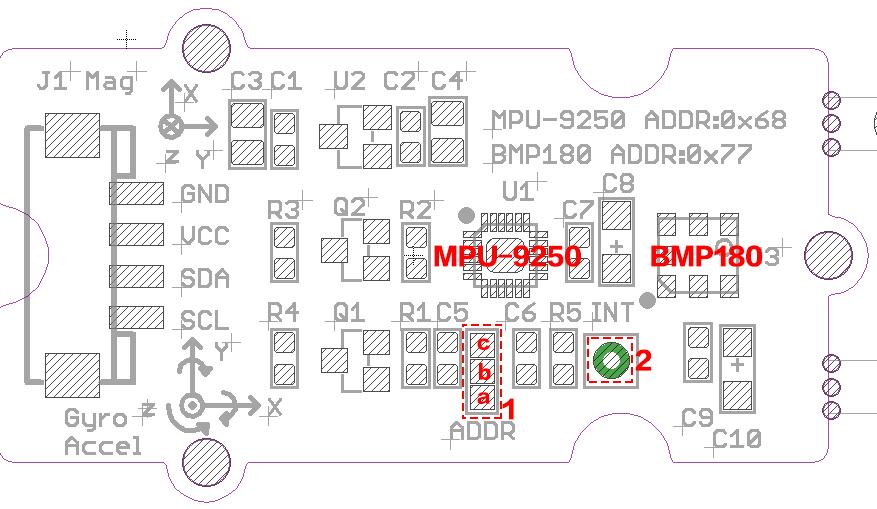 J1 Mag
X
Z Y
C3 C1 U2 C2 C4
MPU-9250 ADDR:0x68
BMP180 ADDR:0x77
GND
VCC
SDA
SCL
R3 Q2 R2 U1 C7 C8
MPU-9250
BMP180
3
R4 Q1 R1 C5 C6 R5 INT
c
b
a
1
2
ADDR
Y
Z X
Gyro
Accel
C9
C10